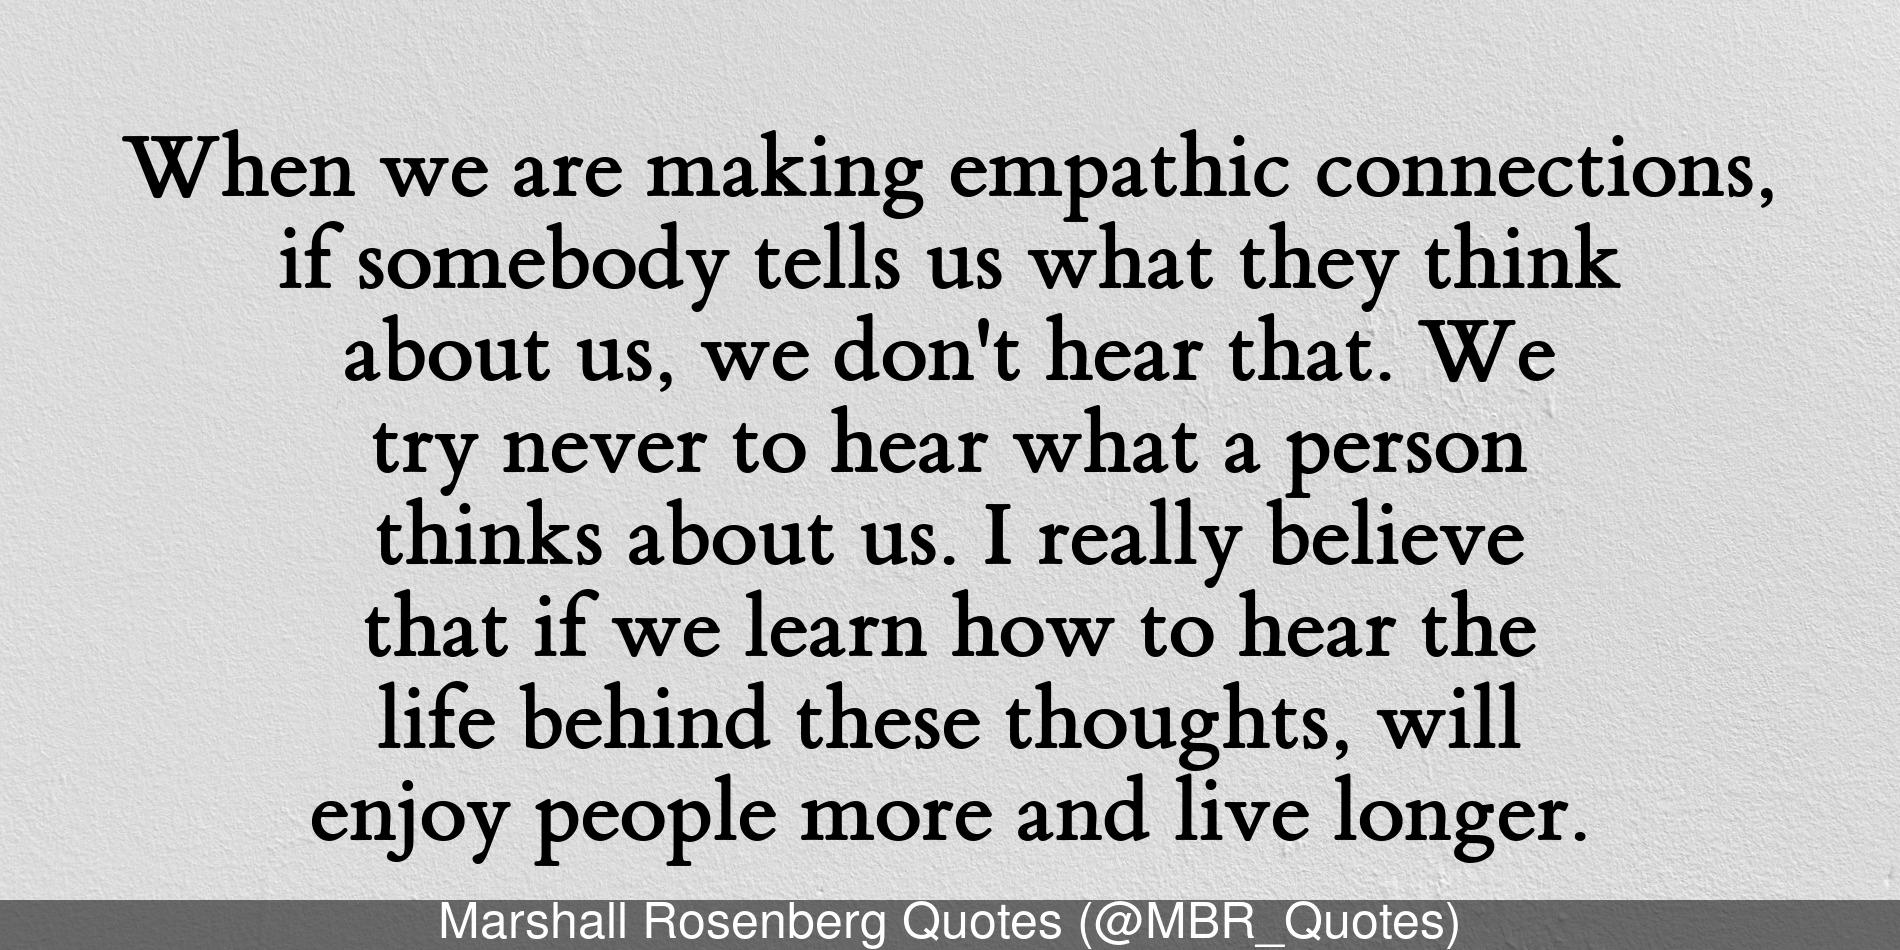 When we are making empathic connections,
if somebody tells us what they think
about us, we don't hear that. We
try never to hear what a person
thinks about us. I really believe
that if we learn how to hear the
life behind these thoughts, will
enjoy people more and live longer.
Marshall Rosenberg Quotes (@MBR_Quotes)